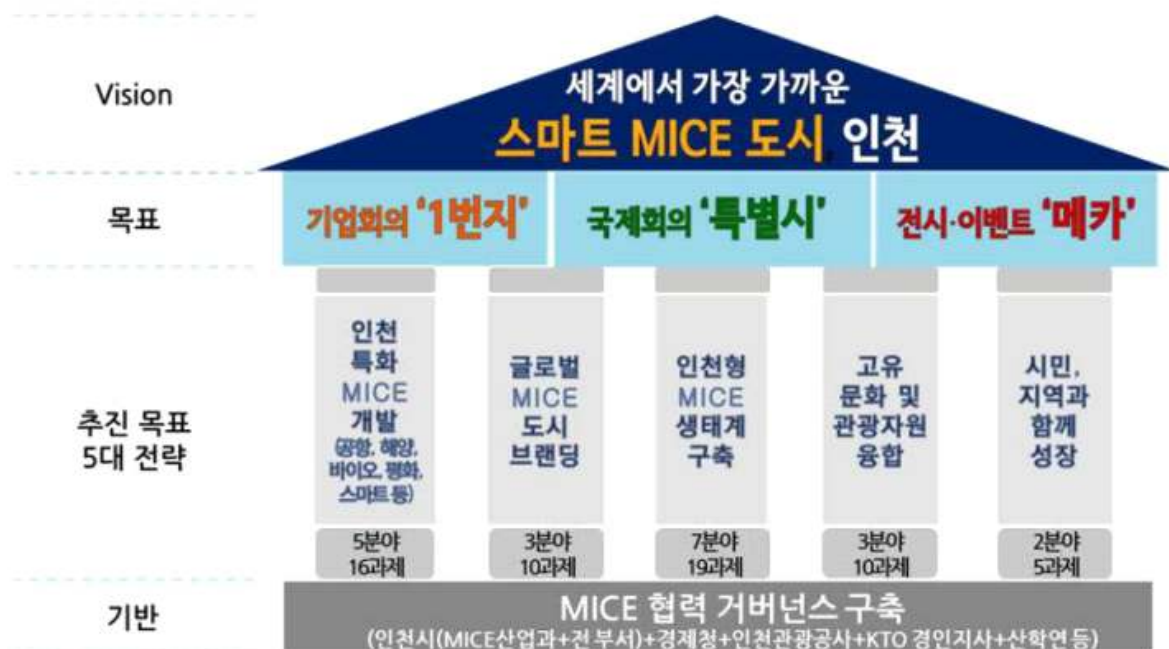 Vision
세계에서 가장 가까운
스마트 MICE 도시, 인천
목표
기업회의 '1번지'
국제회의 '특별시'
전시·이벤트 '메카'
추진 목표
5대 전략
인천
특화
MICE
개발
(공항, 해양,
바이오, 평화,
스마트 등)
글로벌
MICE
도시
브랜딩
인천형
MICE
생태계
구축
고유
문화 및
관광자원
융합
시민,
지역과
함께
성장
5분야
16과제
3분야
10과제
7분야
19과제
3분야
10과제
2분야
5과제
기반
MICE 협력 거버넌스 구축
(인천시(MICE산업과+전 부서)+경제청+인천관광공사+KTO 경인지사+산학연 등)